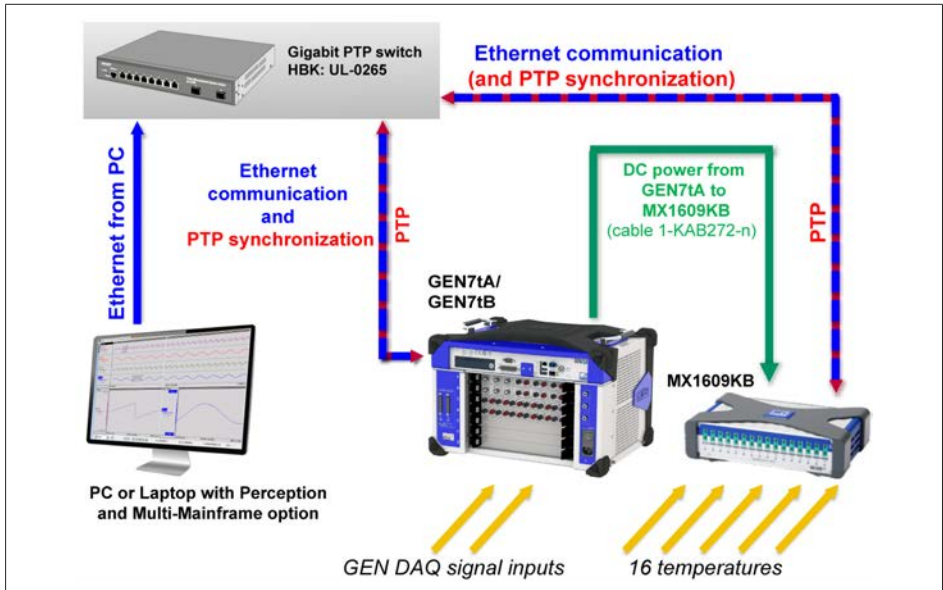 Gigabit PTP switch
HBK: UL-0265
Ethernet communication
(and PTP synchronization)
Ethernet from PC
Ethernet
communication
and
PTP synchronization
PTP
DC power from
GEN7tA to
MX1609KB
(cable 1-KAB272-n)
PTP
GEN7tA/
GEN7tB
MX1609KB
PC or Laptop with Perception
and Multi-Mainframe option
GEN DAQ signal inputs
16 temperatures